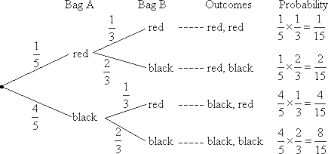 Bag A Bag B Outcomes Probability
1/3 red ----- red, red 1/5 × 1/3 = 1/15
1/5 red
2/3 black ----- red, black 1/5 × 2/3 = 2/15
1/3 red ----- black, red 4/5 × 1/3 = 4/15
4/5 black
2/3 black ----- black, black 4/5 × 2/3 = 8/15